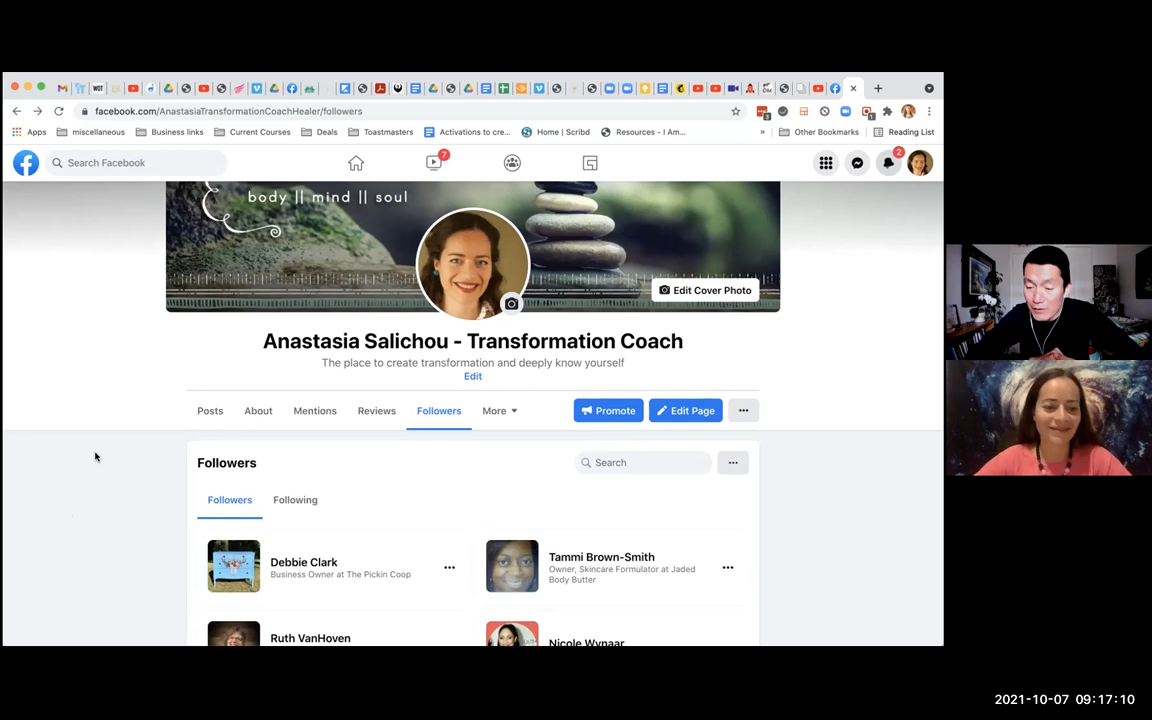 facebook.com/AnastasiaTransformationCoachHealer/followers
Apps miscellaneous Business links Current Courses Deals Toastmasters Activations to cre... Home | Scribd Resources - I Am... » Other Bookmarks Reading List
Search Facebook
7
2
body || mind || soul
Edit Cover Photo
Anastasia Salichou - Transformation Coach
The place to create transformation and deeply know yourself
Edit
Posts About Mentions Reviews Followers More Promote Edit Page ...
Followers
Search
...
Followers Following
Debbie Clark
Business Owner at The Pickin Coop
...
Tammi Brown-Smith
Owner, Skincare Formulator at Jaded
Body Butter
...
Ruth VanHoven
Nicole Wynaar
2021-10-07 09:17:10